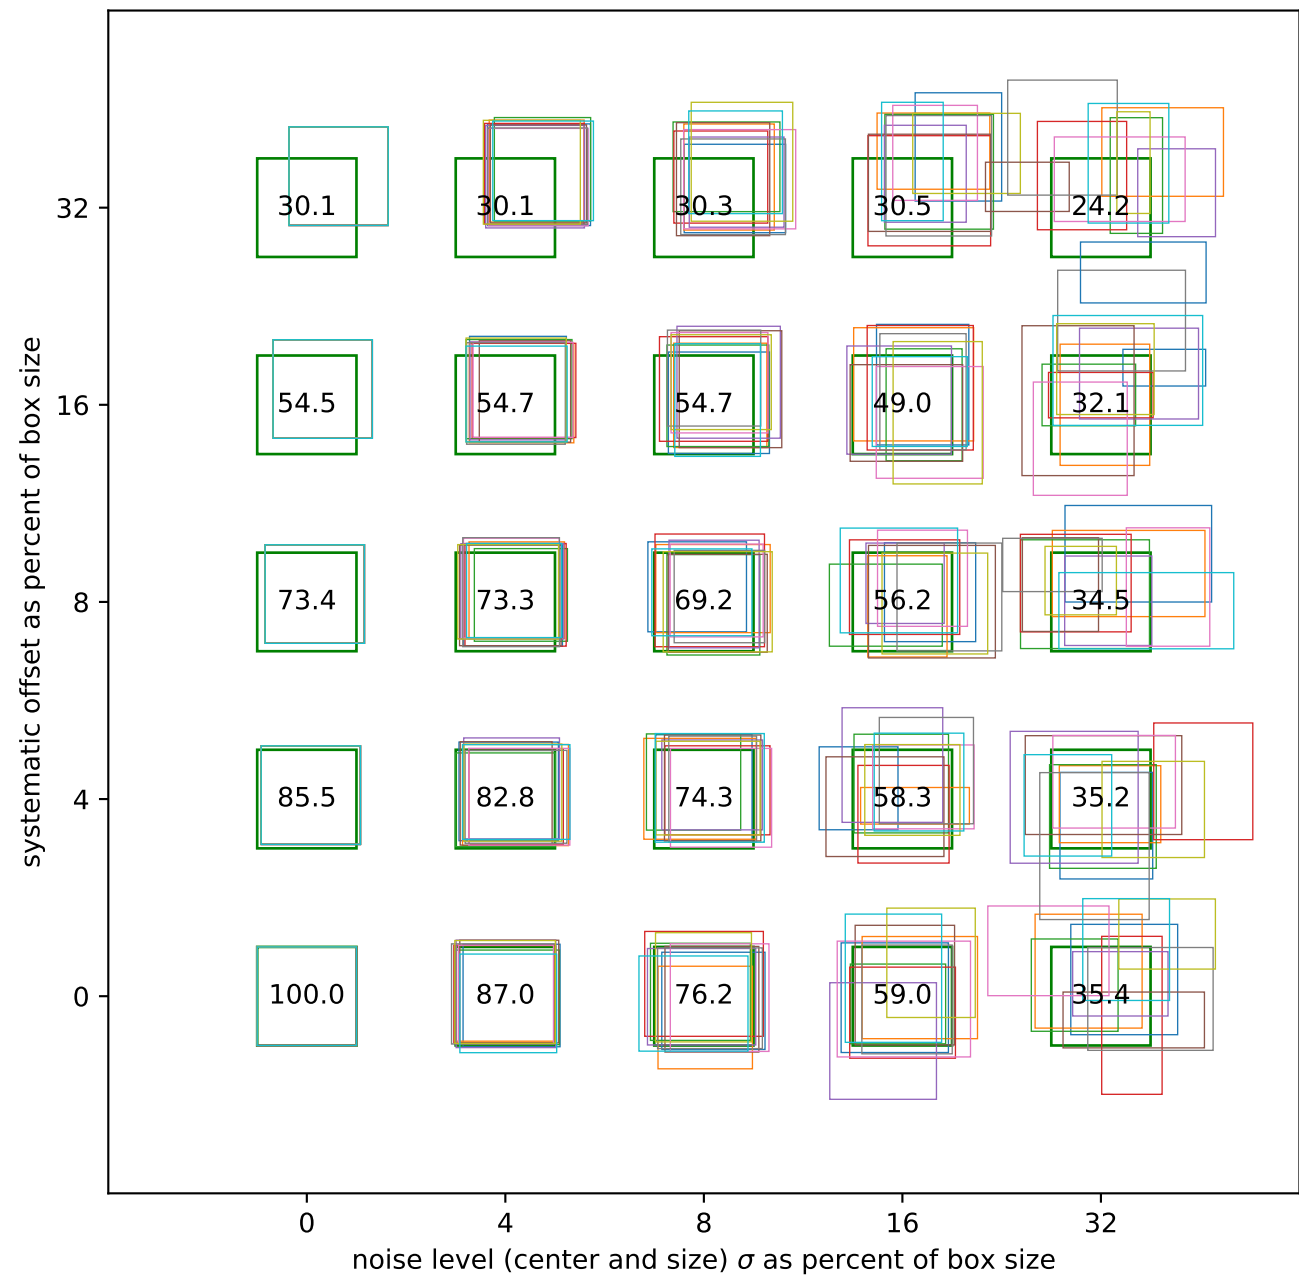 systematic offset as percent of box size
32 30.1 30.1 30.3 30.5 24.2
16 54.5 54.7 54.7 49.0 32.1
8 73.4 73.3 69.2 56.2 34.5
4 85.5 82.8 74.3 58.3 35.2
0 100.0 87.0 76.2 59.0 35.4
0 4 8 16 32
noise level (center and size) σ as percent of box size